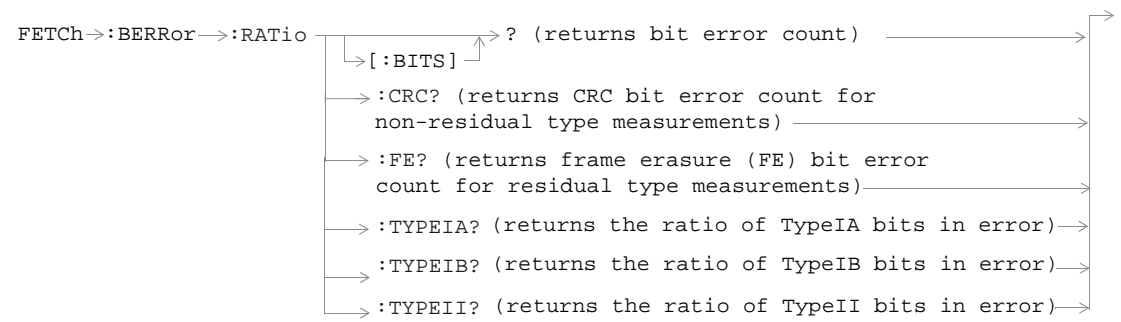 FETCh :BERRor :RATio ? (returns bit error count)
[:BITS]
:CRC? (returns CRC bit error count for
non-residual type measurements)
:FE? (returns frame erasure (FE) bit error
count for residual type measurements)
:TYPEIA? (returns the ratio of TypeIA bits in error)
:TYPEIB? (returns the ratio of TypeIB bits in error)
:TYPEII? (returns the ratio of TypeII bits in error)